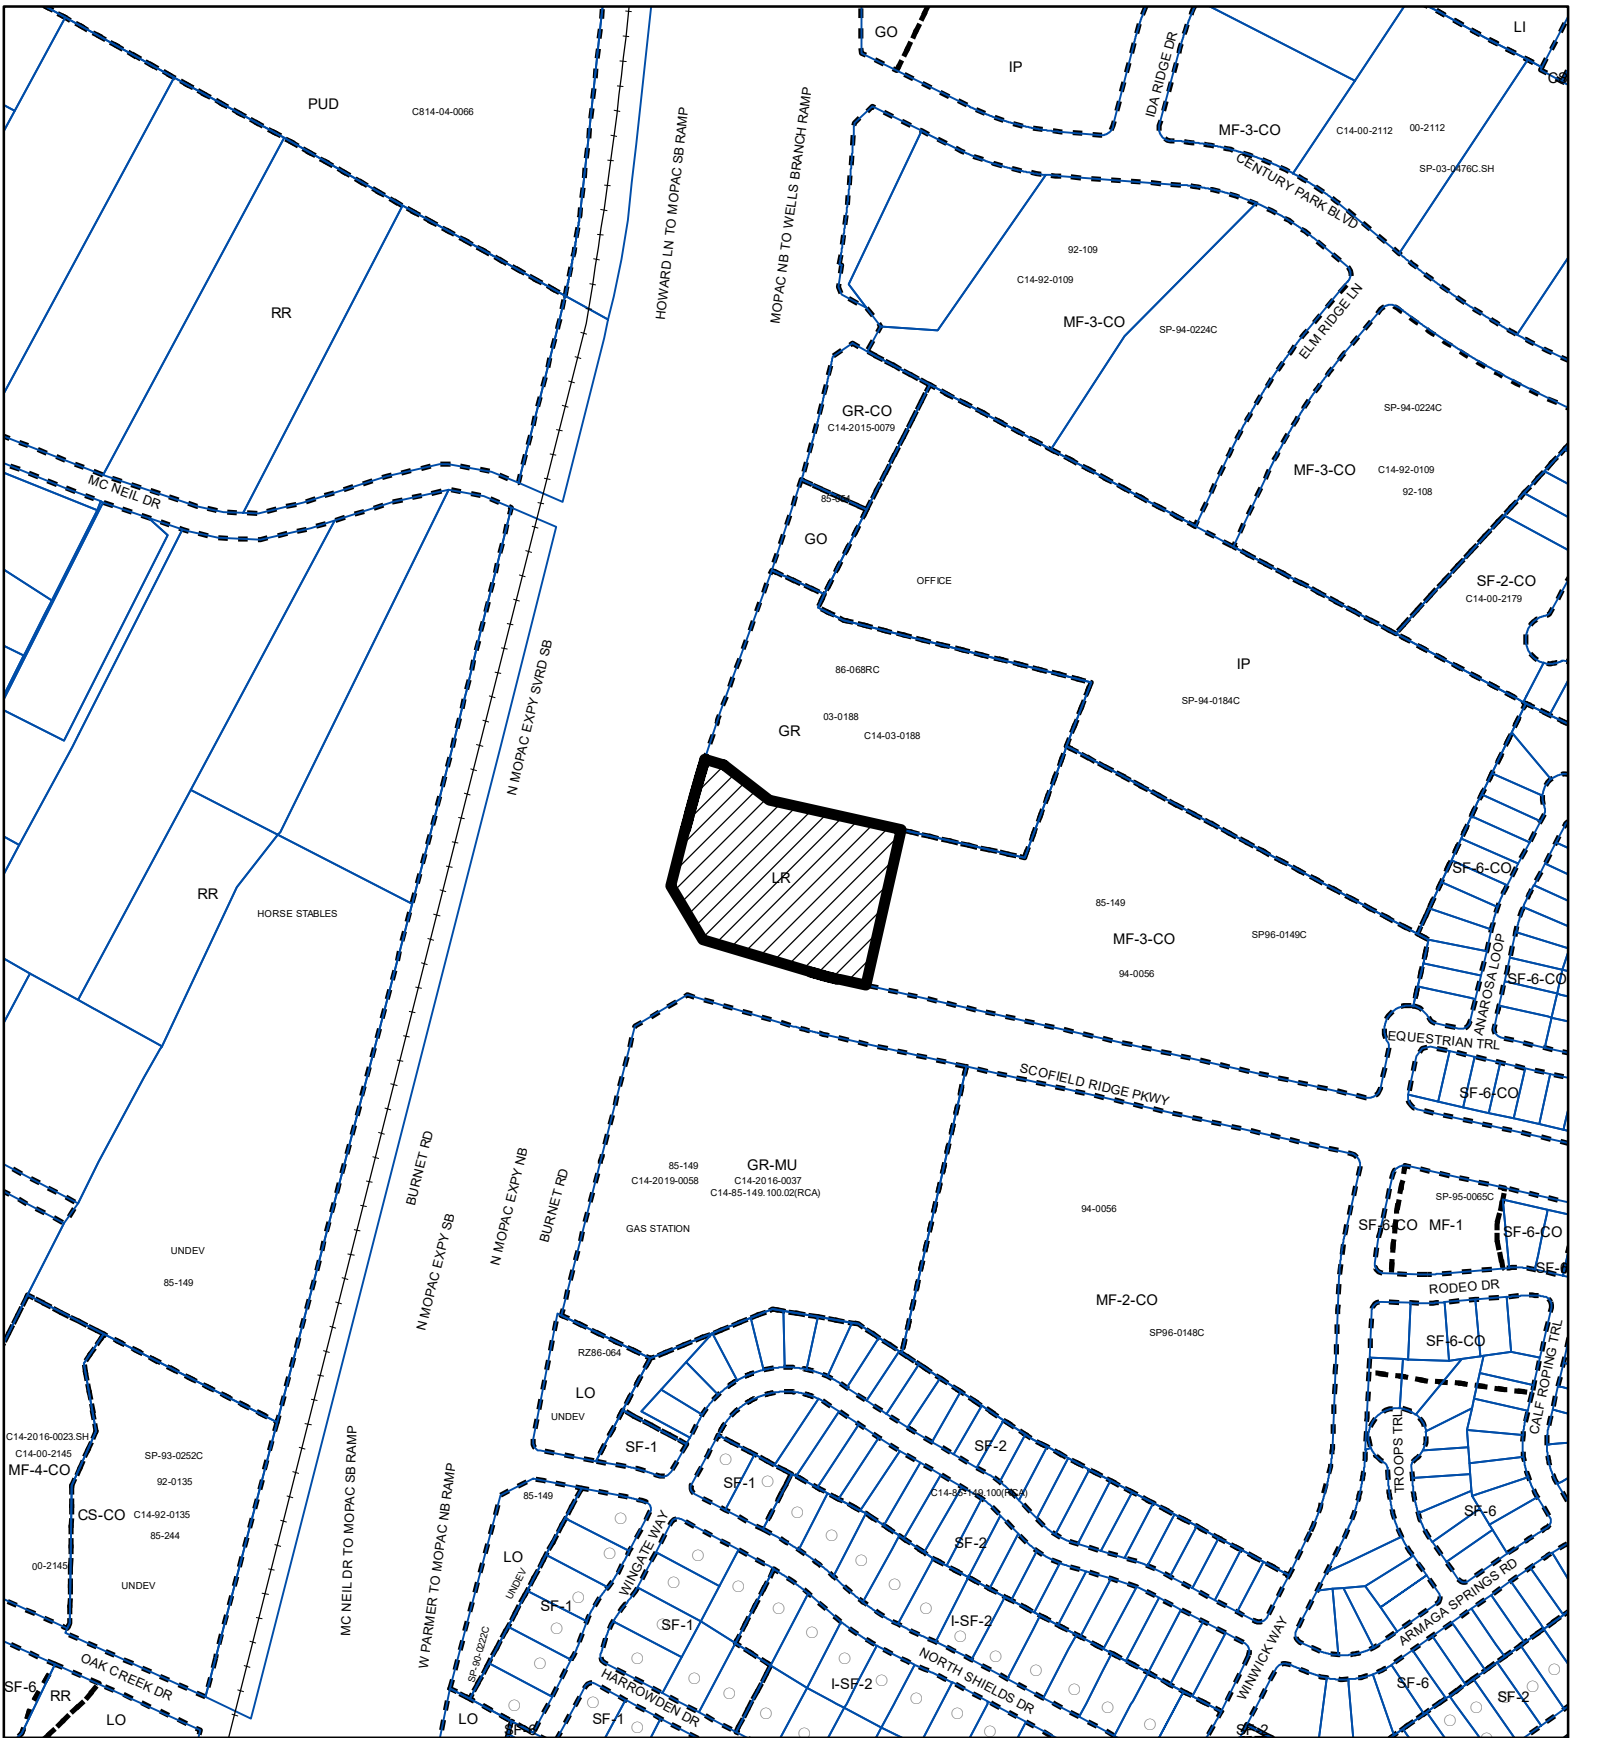 GO
LI
IP
CS
IDA RIDGE DR
PUD
C814-04-0066
MF-3-CO
C14-00-2112
00-2112
SP-03-0476C.SH
CENTURY PARK BLVD
HOWARD LN TO MOPAC SB RAMP
MOPAC NB TO WELLS BRANCH RAMP
92-109
C14-92-0109
MF-3-CO
SP-94-0224C
ELM RIDGE LN
RR
GR-CO
C14-2015-0079
SP-94-0224C
MF-3-CO
C14-92-0109
92-108
MC NEIL DR
GO
OFFICE
SF-2-CO
C14-00-2179
86-068RC
IP
SP-94-0184C
03-0188
GR
C14-03-0188
N MOPAC EXPY SVRD SB
LR
SF-6-CO
RR
HORSE STABLES
85-149
MF-3-CO
SP96-0149C
94-0056
SF-6-CO
ANAROSA LOOP
EQUESTRIAN TRL
SF-6-CO
SCOFIELD RIDGE PKWY
BURNET RD
N MOPAC EXPY NB
BURNET RD
N MOPAC EXPY SB
85-149
GR-MU
C14-2019-0058
C14-2016-0037
C14-85-149.100.02(RCA)
GAS STATION
94-0056
SP-95-0065C
SF-6-CO
MF-1
SF-6-CO
SF-6
RODEO DR
UNDEV
85-149
MF-2-CO
SP96-0148C
SF-6-CO
CALF ROPING TRL
RZ86-064
LO
UNDEV
SF-1
SF-2
C14-2016-0023.SH
C14-00-2145
MF-4-CO
SP-93-0252C
92-0135
CS-CO
C14-92-0135
85-244
00-2145
UNDEV
MC NEIL DR TO MOPAC SB RAMP
W PARMER TO MOPAC NB RAMP
85-149
SF-1
C14-85-149.100(RCA)
TROOPS TRL
SF-6
SF-2
LO
UNDEV
WINGATE WAY
SF-1
SF-1
I-SF-2
ARMAGA SPRINGS RD
SP-90-0222C
OAK CREEK DR
SF-6
RR
LO
HARROWDEN DR
I-SF-2
NORTH SHIELDS DR
WINWICK WAY
SF-6
SF-2
LO
SF-1
SF-2